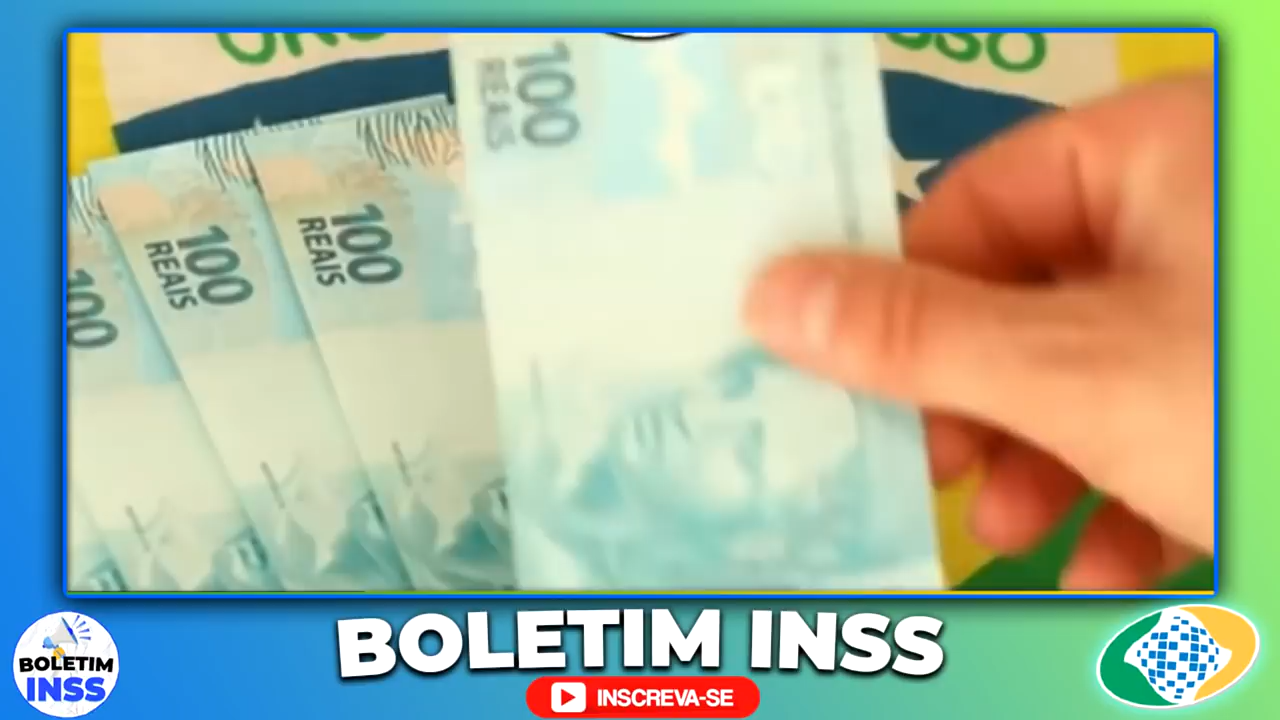 100
REAIS
100
REAIS
100
REAIS
100
BOLETIM INSS
INSCREVA-SE
BOLETIM
INSS